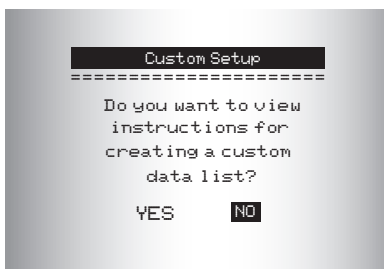 Custom Setup
======================
Do you want to view
instructions for
creating a custom
data list?
YES NO